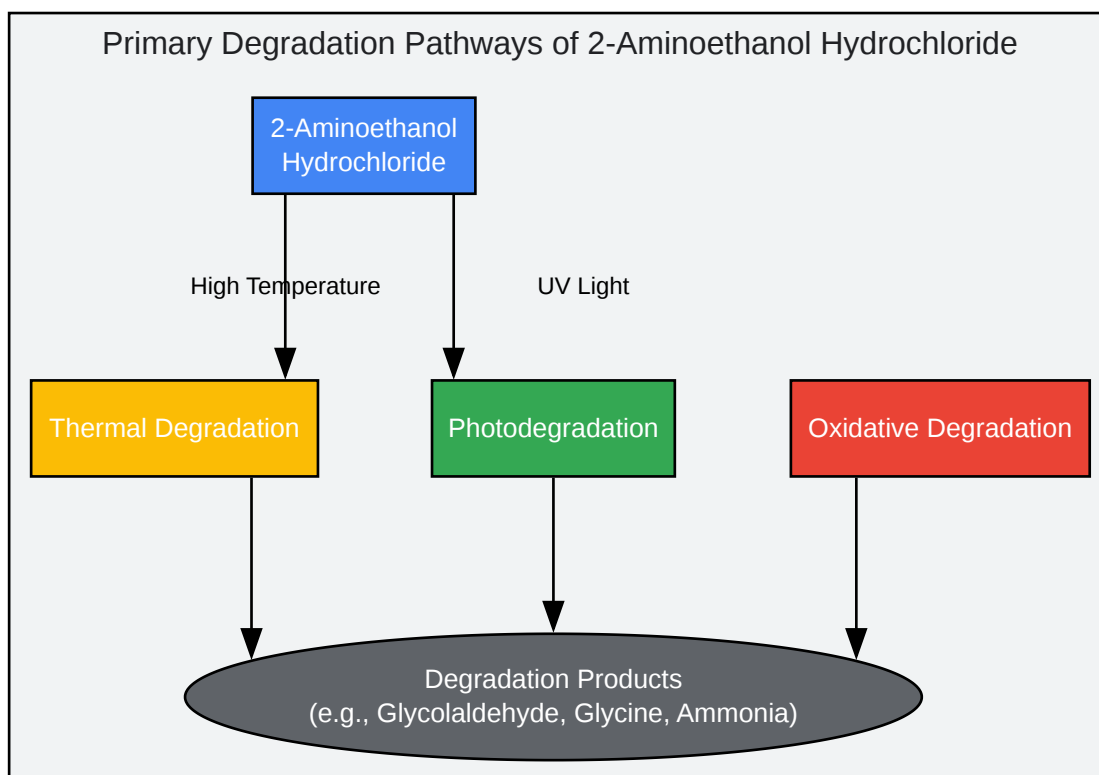 Primary Degradation Pathways of 2-Aminoethanol Hydrochloride
2-Aminoethanol
Hydrochloride
High Temperature
UV Light
Thermal Degradation
Photodegradation
Oxidative Degradation
Degradation Products
(e.g., Glycolaldehyde, Glycine, Ammonia)